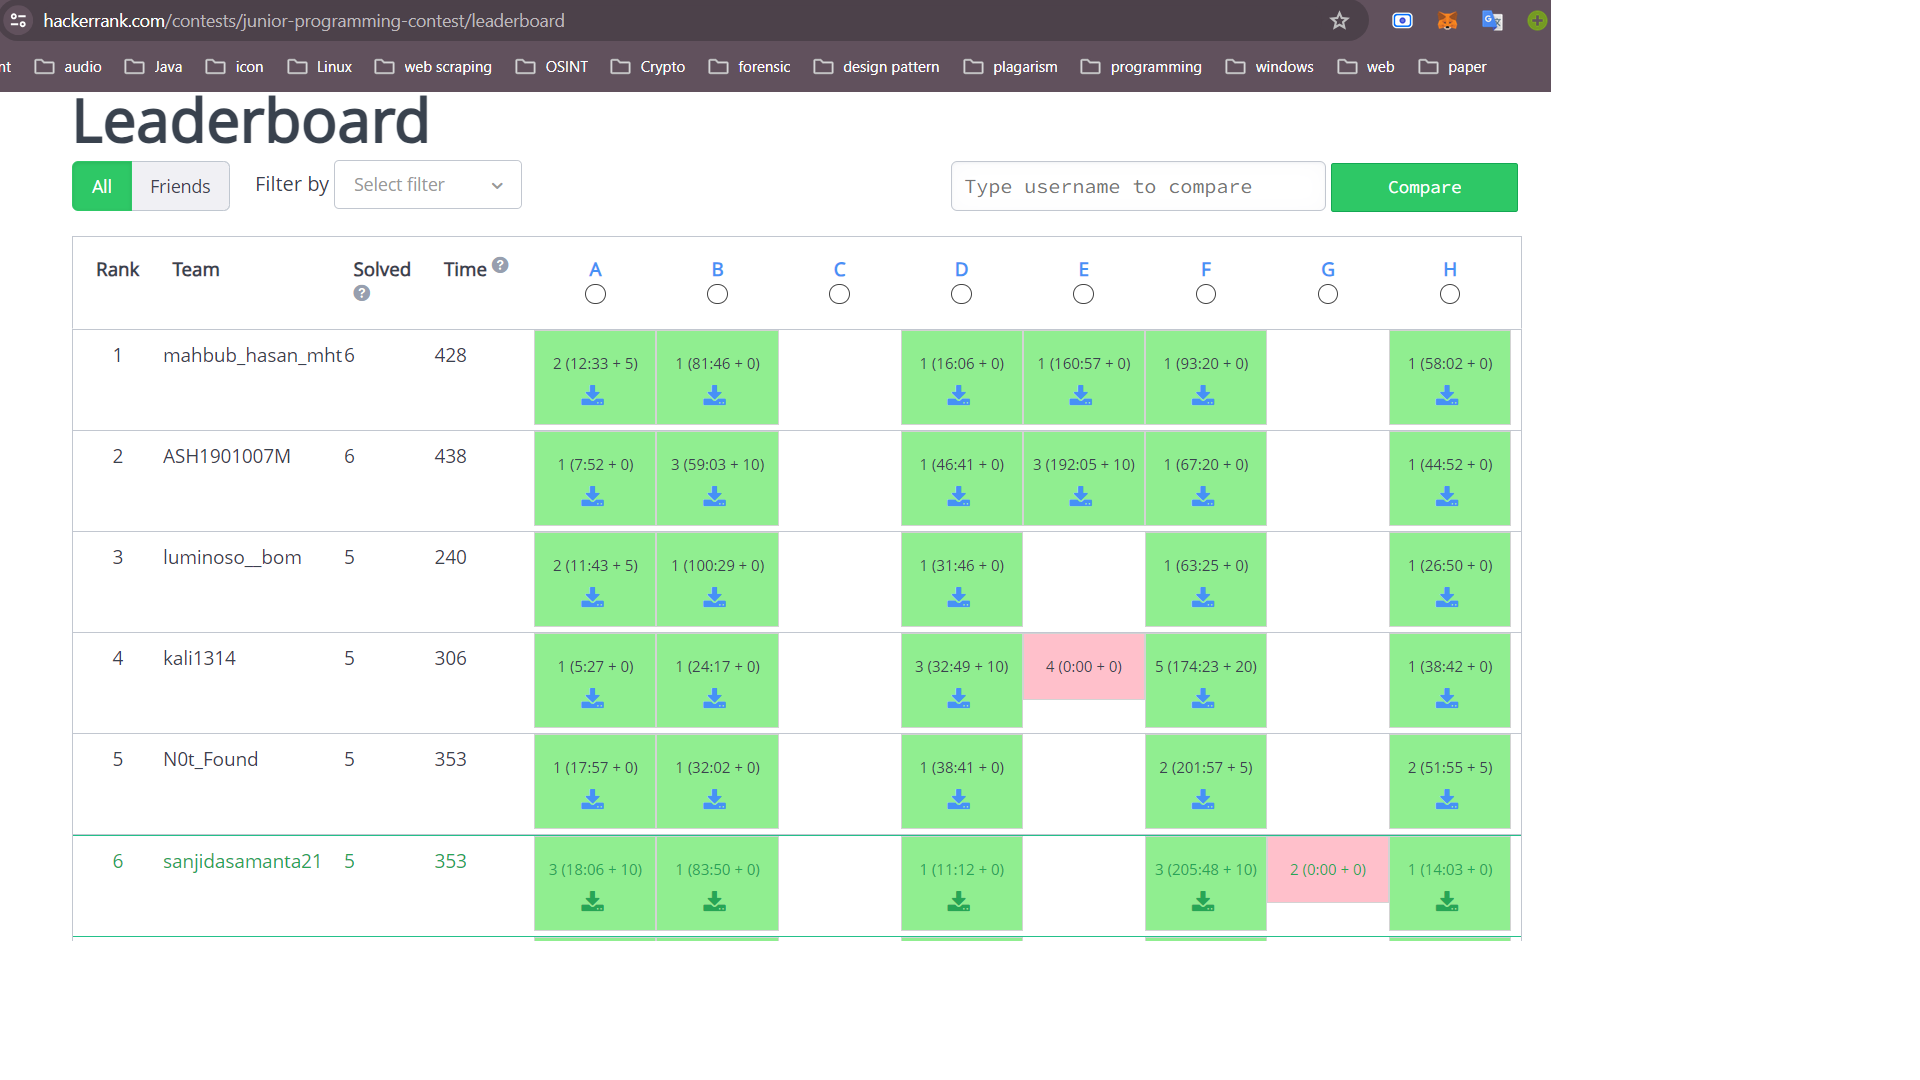 hackerrank.com/contests/junior-programming-contest/leaderboard
nt audio Java icon Linux web scraping OSINT Crypto forensic design pattern plagarism programming windows web paper
Leaderboard
All Friends Filter by Select filter Type username to compare Compare
Rank Team Solved ? Time ? A B C D E F G H
1 mahbub_hasan_mht 6 428 2 (12:33 + 5) 1 (81:46 + 0) 1 (16:06 + 0) 1 (160:57 + 0) 1 (93:20 + 0) 1 (58:02 + 0)
2 ASH1901007M 6 438 1 (7:52 + 0) 3 (59:03 + 10) 1 (46:41 + 0) 3 (192:05 + 10) 1 (67:20 + 0) 1 (44:52 + 0)
3 luminoso__bom 5 240 2 (11:43 + 5) 1 (100:29 + 0) 1 (31:46 + 0) 1 (63:25 + 0) 1 (26:50 + 0)
4 kali1314 5 306 1 (5:27 + 0) 1 (24:17 + 0) 3 (32:49 + 10) 4 (0:00 + 0) 5 (174:23 + 20) 1 (38:42 + 0)
5 N0t_Found 5 353 1 (17:57 + 0) 1 (32:02 + 0) 1 (38:41 + 0) 2 (201:57 + 5) 2 (51:55 + 5)
6 sanjidasamanta21 5 353 3 (18:06 + 10) 1 (83:50 + 0) 1 (11:12 + 0) 3 (205:48 + 10) 2 (0:00 + 0) 1 (14:03 + 0)